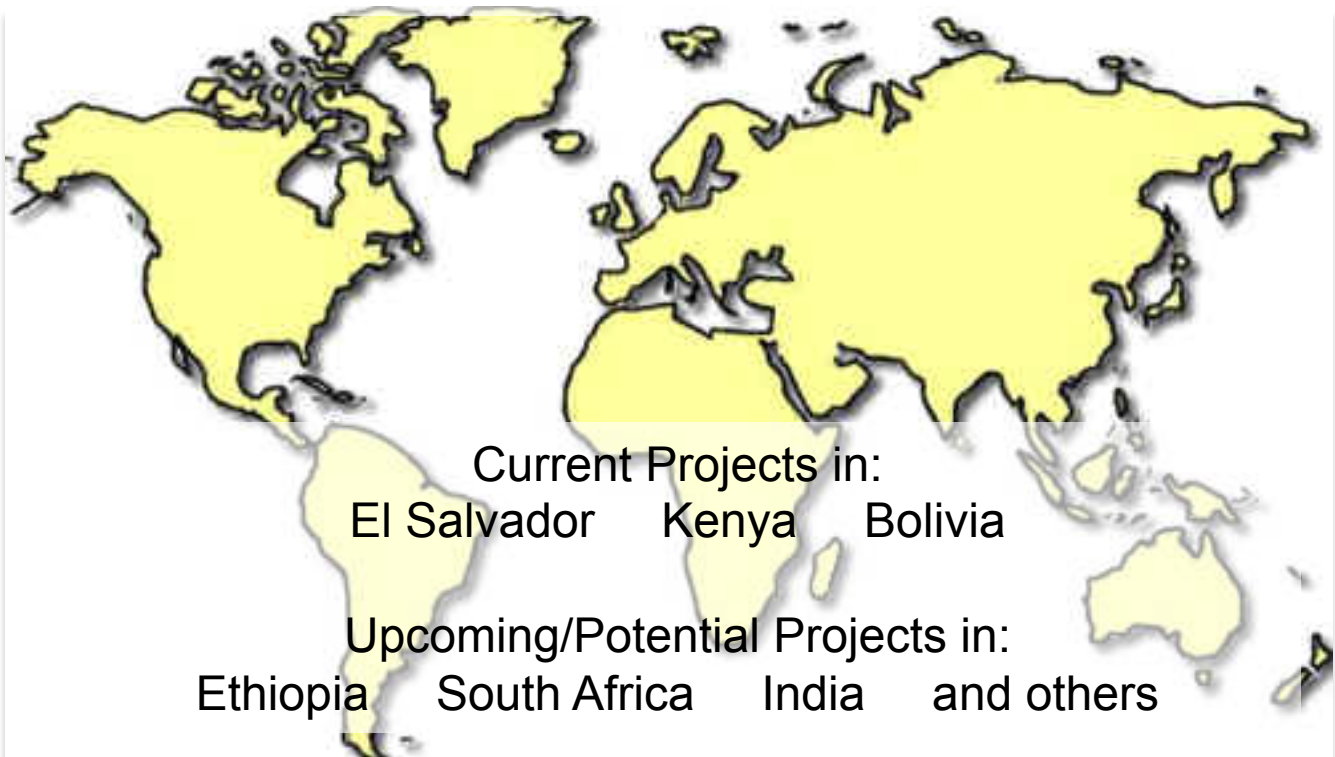 Current Projects in:
El Salvador Kenya Bolivia
Upcoming/Potential Projects in:
Ethiopia South Africa India and others